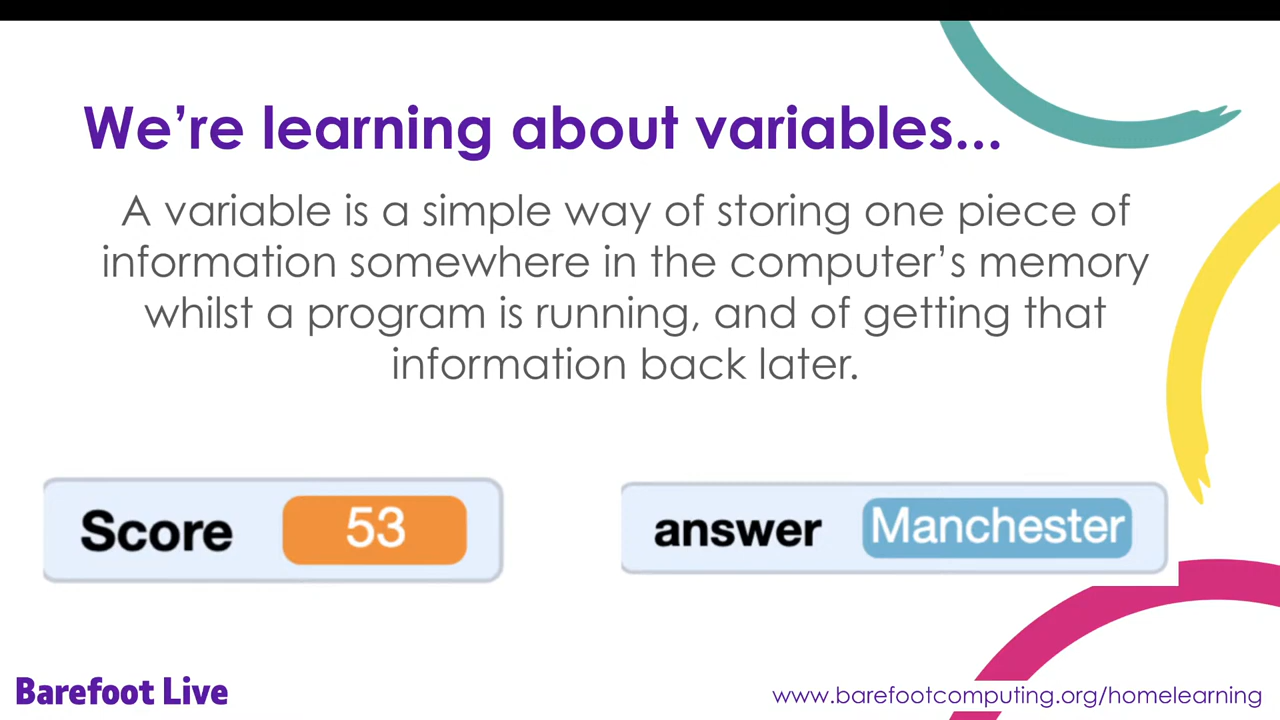 We’re learning about variables...
A variable is a simple way of storing one piece of
information somewhere in the computer’s memory
whilst a program is running, and of getting that
information back later.
Score 53
answer Manchester
Barefoot Live
www.barefootcomputing.org/homelearning